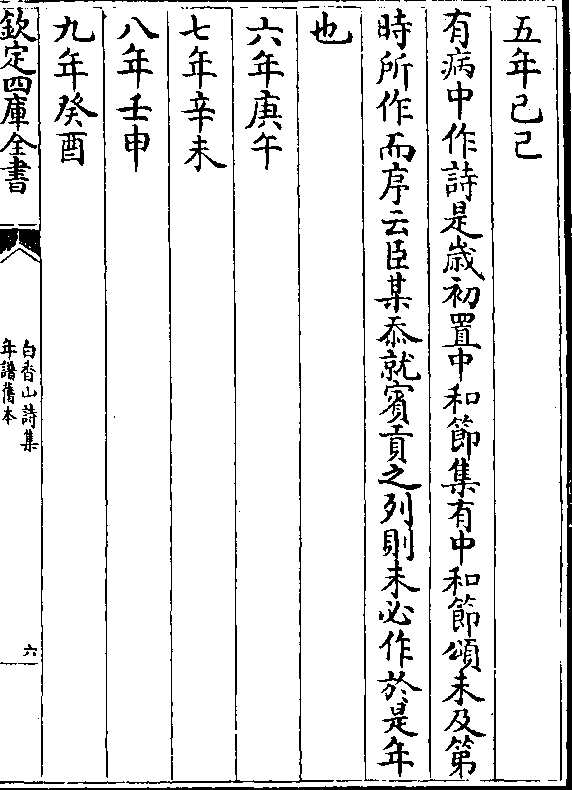 五年己巳
有病中作詩是歲初置中和節集有中和節頌未及第
時所作而序云臣某忝就賓貢之列則未必作於是年
也
六年庚午
七年辛未
八年壬申
九年癸酉
欽定四庫全書
白香山詩集
年譜舊本
六